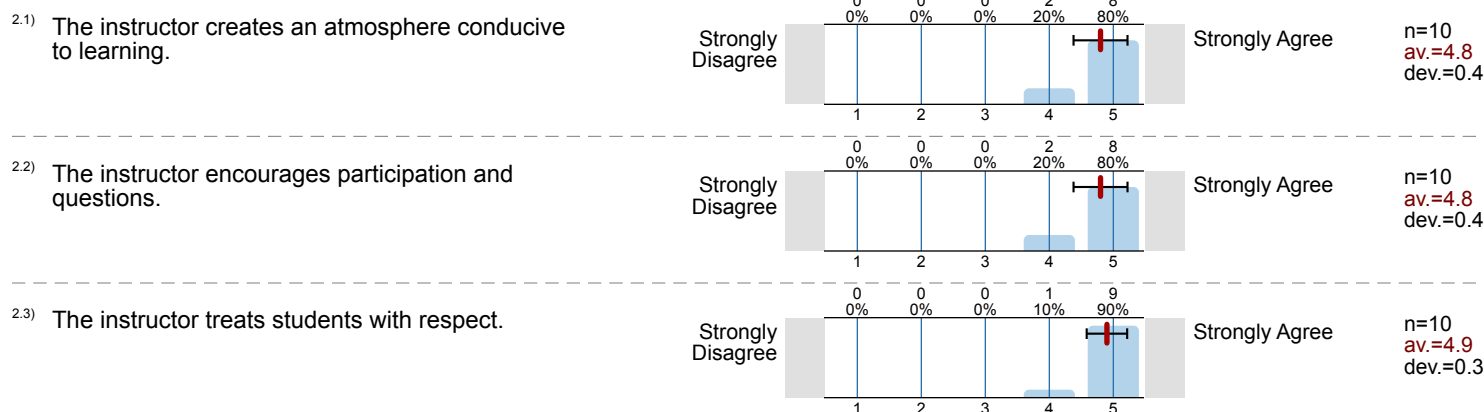 0 0 0 2 8
0% 0% 0% 20% 80%
2.1) The instructor creates an atmosphere conducive
to learning.
Strongly
Disagree
Strongly Agree
n=10
av.=4.8
dev.=0.4
1 2 3 4 5
0 0 0 2 8
0% 0% 0% 20% 80%
2.2) The instructor encourages participation and
questions.
Strongly
Disagree
Strongly Agree
n=10
av.=4.8
dev.=0.4
1 2 3 4 5
0 0 0 1 9
0% 0% 0% 10% 90%
2.3) The instructor treats students with respect.
Strongly
Disagree
Strongly Agree
n=10
av.=4.9
dev.=0.3
1 2 3 4 5